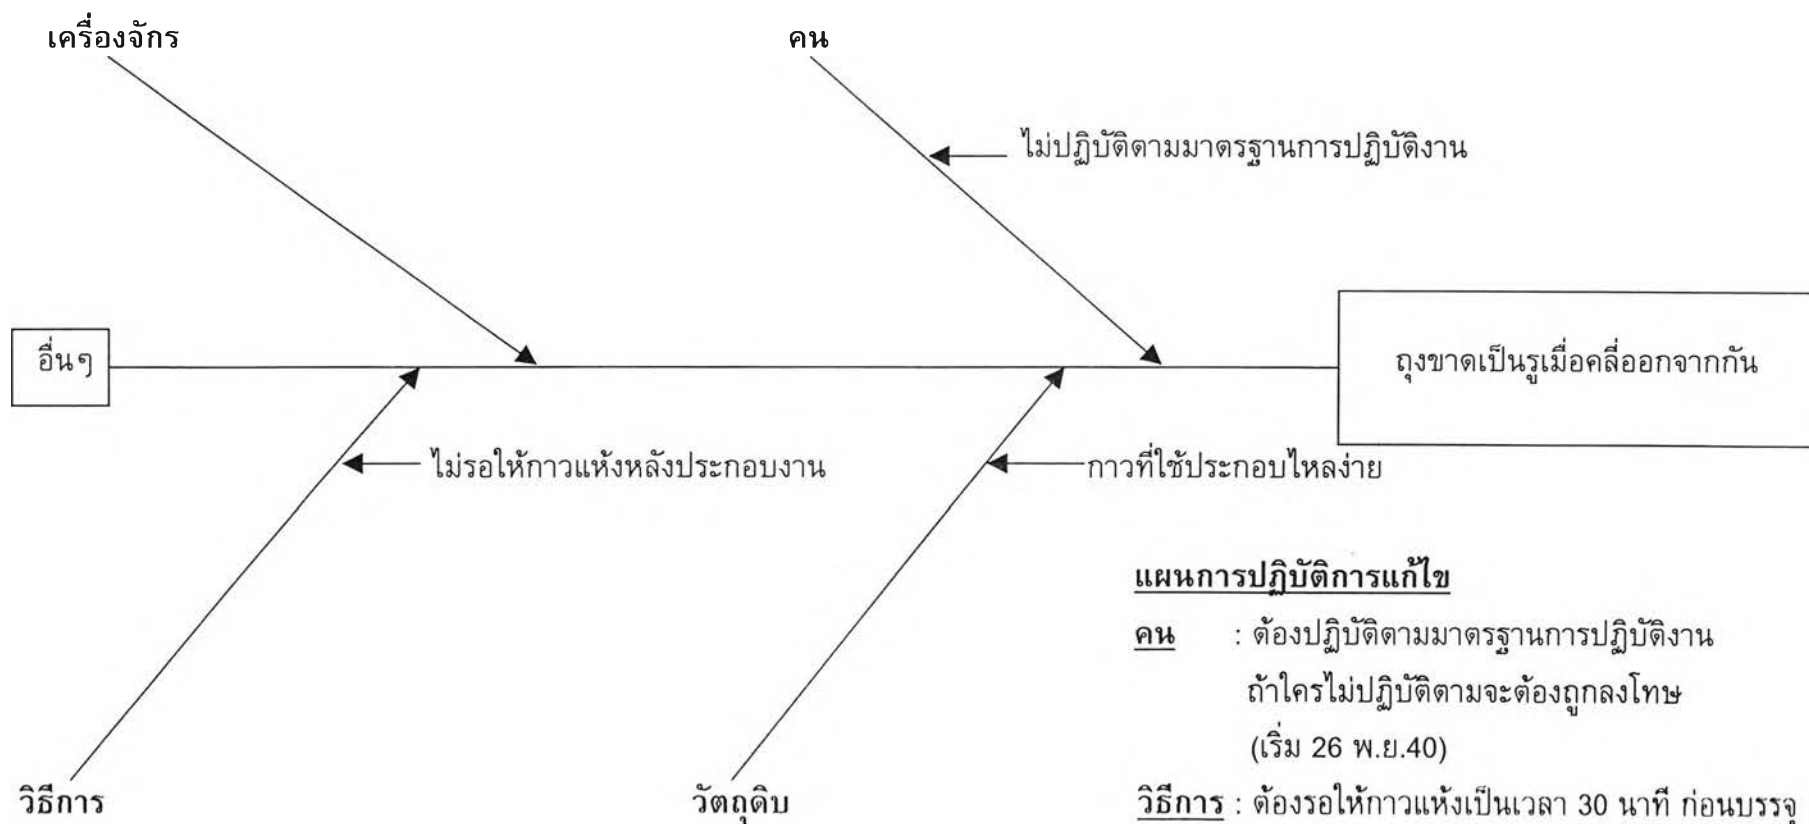 เครื่องจักร
คน
ไม่ปฏิบัติตามมาตรฐานการปฏิบัติงาน
อื่นๆ
ถุงขาดเป็นรูเมื่อคลี่ออกจากกัน
ไม่รอให้กาวแห้งหลังประกอบงาน
กาวที่ใช้ประกอบไหลง่าย
แผนการปฏิบัติการแก้ไข
คน : ต้องปฏิบัติตามมาตรฐานการปฏิบัติงาน
ถ้าใครไม่ปฏิบัติตามจะต้องถูกลงโทษ
(เริ่ม 26 พ.ย.40)
วิธีการ
วัตถุดิบ
วิธีการ : ต้องรอให้กาวแห้งเป็นเวลา 30 นาที ก่อนบรรจุ